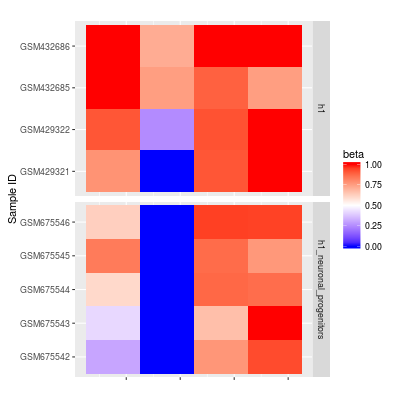 Sample ID
GSM432686
GSM432685
GSM429322
GSM429321
h1
GSM675546
GSM675545
GSM675544
GSM675543
GSM675542
h1_neuronal_progenitors
beta
1.00
0.75
0.50
0.25
0.00